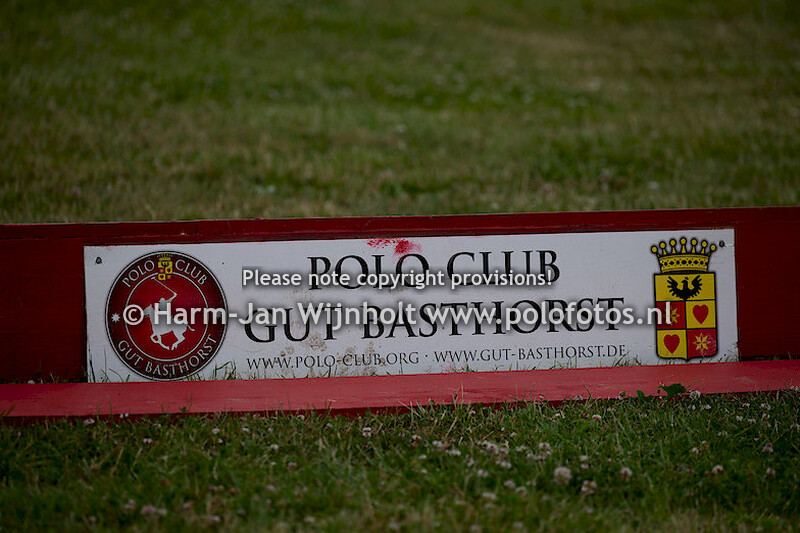 POLO CLUB
GUT BASTHORST
POLO CLUB
Please note copyright provisions!
© Harm-Jan Wijnholt www.polofotos.nl
GUT BASTHORST
WWW.POLO-CLUB.ORG · WWW.GUT-BASTHORST.DE